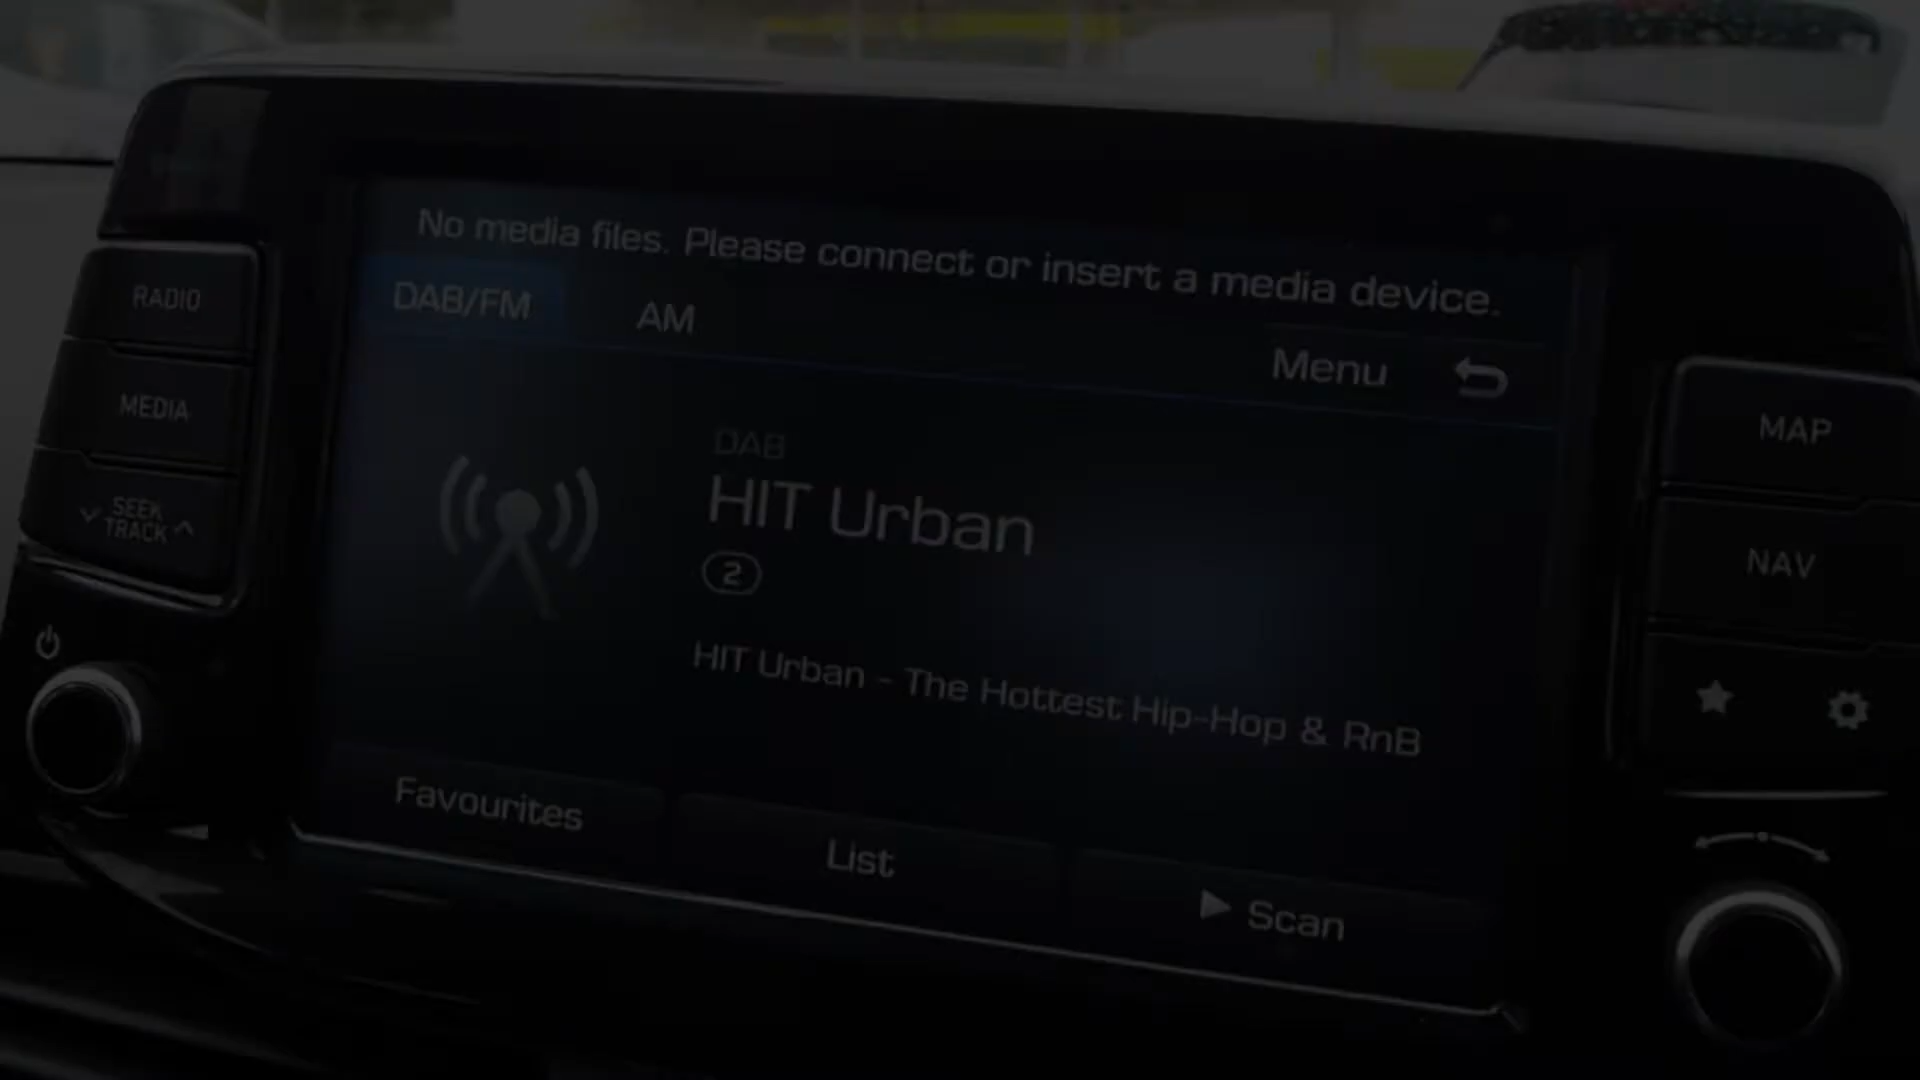 No media files. Please connect or insert a media device.
DAB/FM
AM
Menu
DAB
HIT Urban
2
HIT Urban - The Hottest Hip-Hop & RnB
Favourites
List
Scan
RADIO
MEDIA
SEEK
TRACK
MAP
NAV